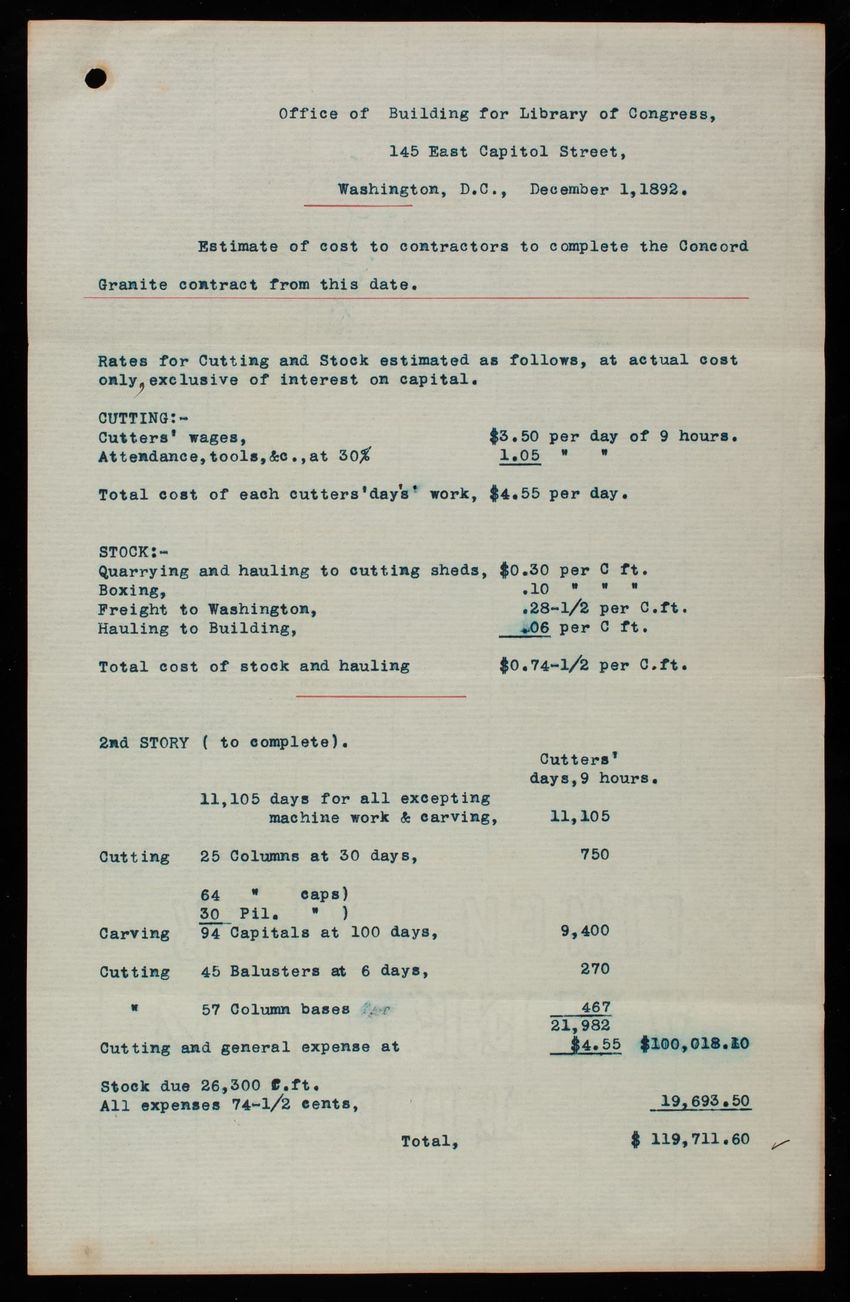 Office of Building for Library of Congress,
145 East Capitol Street,
Washington, D.C., December 1,1892.
Estimate of cost to contractors to complete the Concord
Granite contract from this date.
Rates for Cutting and Stock estimated as follows, at actual cost
only, exclusive of interest on capital.
CUTTING:-
Cutters' wages, $3.50 per day of 9 hours.
Attendance,tools,&c.,at 30% 1.05 " "
Total cost of each cutters'day's' work, $4.55 per day.
STOCK:-
Quarrying and hauling to cutting sheds, $0.30 per C ft.
Boxing, .10 " " "
Freight to Washington, .28-1/2 per C.ft.
Hauling to Building, .06 per C ft.
Total cost of stock and hauling $0.74-1/2 per C.ft.
2nd STORY ( to complete).
Cutters'
days,9 hours.
11,105 days for all excepting
machine work & carving, 11,105
Cutting 25 Columns at 30 days, 750
64 " caps)
30 Pil. " )
Carving 94 Capitals at 100 days, 9,400
Cutting 45 Balusters at 6 days, 270
" 57 Column bases 467
21,982
Cutting and general expense at $4.55 $100,018.10
Stock due 26,300 C.ft.
All expenses 74-1/2 cents, 19,693.50
Total, $ 119,711.60